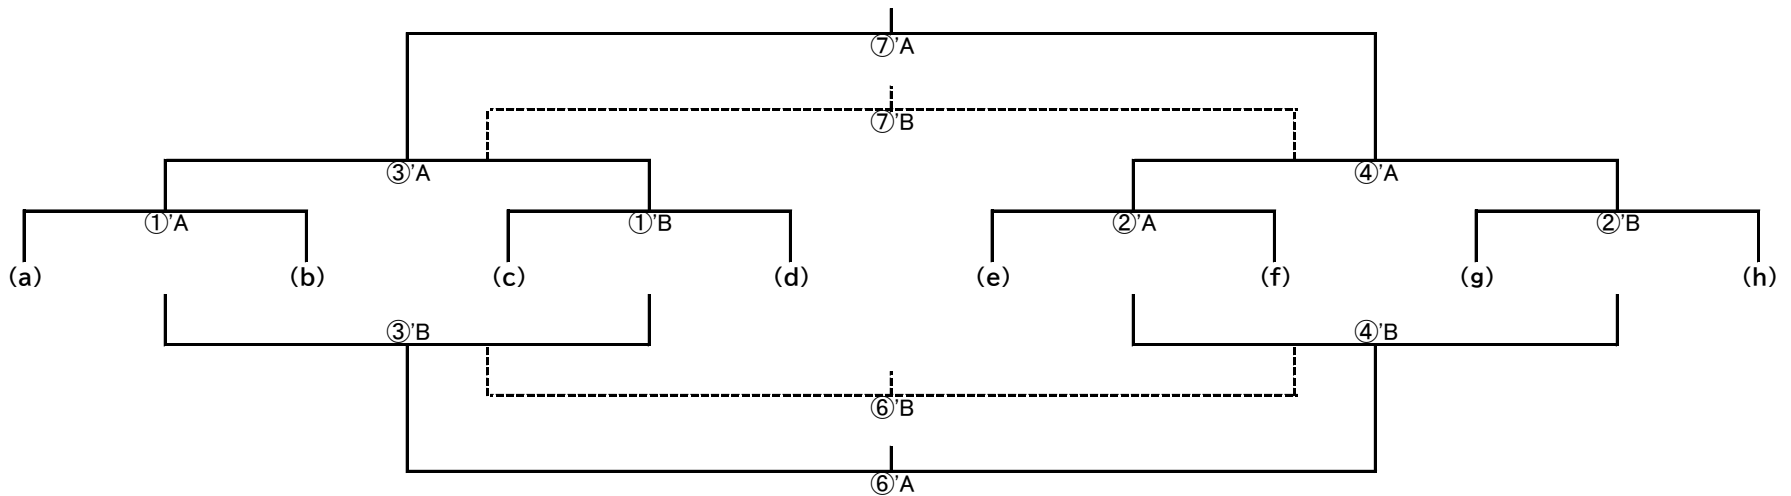 ⑦'A
⑦'B
③'A ④'A
①'A ①'B ②'A ②'B
(a) (b) (c) (d) (e) (f) (g) (h)
③'B ④'B
⑥'B
⑥'A